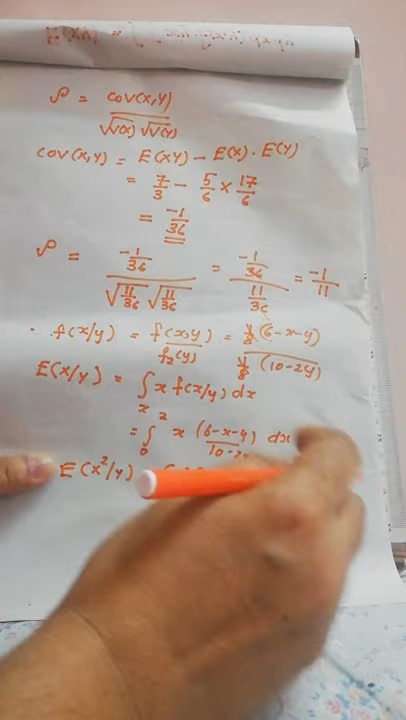 ρ = COV(X,Y) / √V(X) √V(Y)
COV(X,Y) = E(XY) - E(X) . E(Y)
= 7/3 - 5/6 × 17/6
= -1/36
ρ = (-1/36) / (√11/36 √11/36) = (-1/36) / (11/36) = -1/11
f(x/y) = f(x,y) / f₂(y) = 1/8 (6-x-y) / 1/8 (10-2y)
E(x/y) = ∫ₓ x f(x/y) dx
= ∫₀² x (6-x-y) / 10-2y dx
E(x²/y)